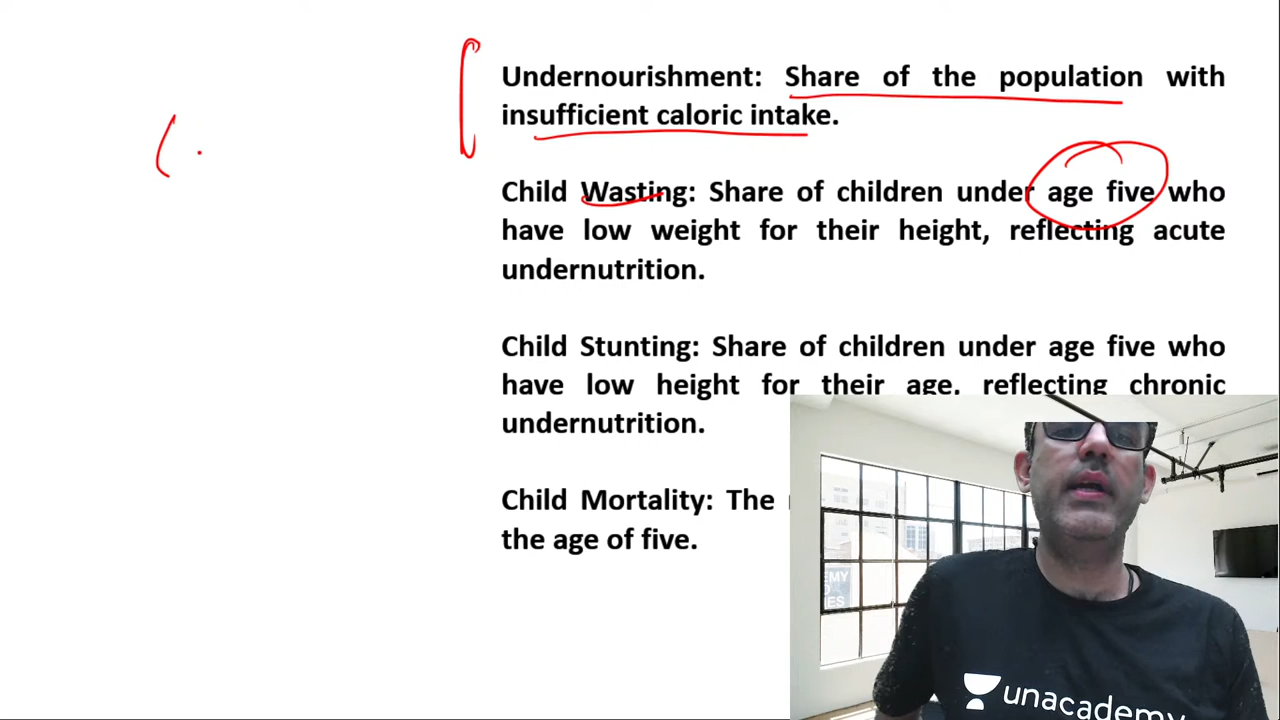 Undernourishment: Share of the population with
insufficient caloric intake.
Child Wasting: Share of children under age five who
have low weight for their height, reflecting acute
undernutrition.
Child Stunting: Share of children under age five who
have low height for their age, reflecting chronic
undernutrition.
Child Mortality: The
the age of five.
unacademy